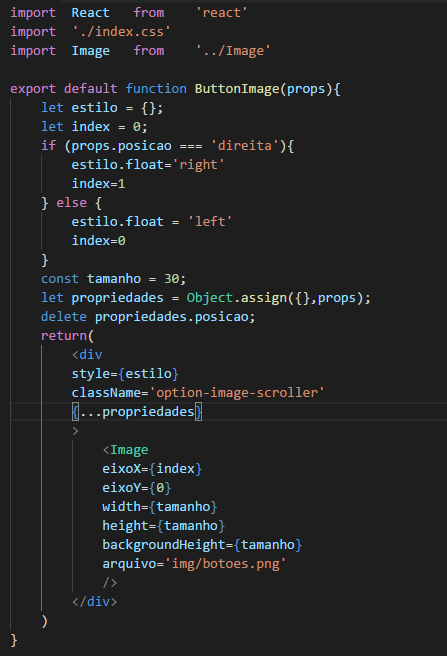 import React from 'react'
import './index.css'
import Image from '../Image'
export default function ButtonImage(props){
let estilo = {};
let index = 0;
if (props.posicao === 'direita'){
estilo.float='right'
index=1
} else {
estilo.float = 'left'
index=0
}
const tamanho = 30;
let propriedades = Object.assign({},props);
delete propriedades.posicao;
return(
<div
style={estilo}
className='option-image-scroller'
{...propriedades}
>
<Image
eixoX={index}
eixoY={0}
width={tamanho}
height={tamanho}
backgroundHeight={tamanho}
arquivo='img/botoes.png'
/>
</div>
)
}